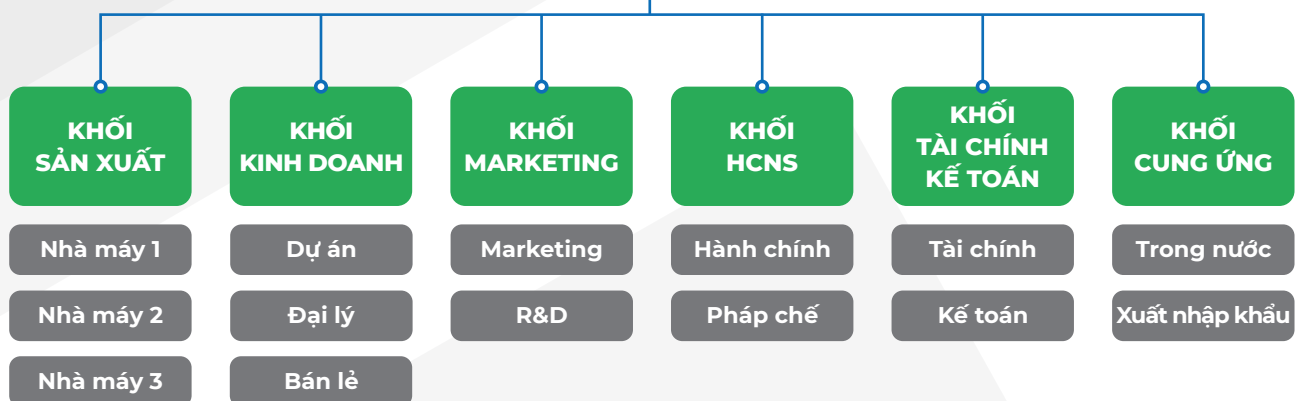 KHỐI
SẢN XUẤT
KHỐI
KINH DOANH
KHỐI
MARKETING
KHỐI
HCNS
KHỐI
TÀI CHÍNH
KẾ TOÁN
KHỐI
CUNG ỨNG
Nhà máy 1
Dự án
Marketing
Hành chính
Tài chính
Trong nước
Nhà máy 2
Đại lý
R&D
Pháp chế
Kế toán
Xuất nhập khẩu
Nhà máy 3
Bán lẻ